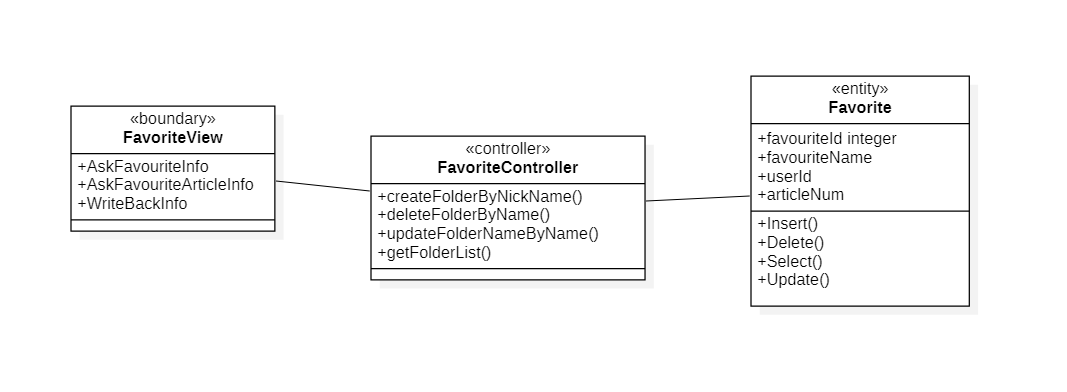 «boundary»
FavoriteView
+AskFavouriteInfo
+AskFavouriteArticleInfo
+WriteBackInfo
«controller»
FavoriteController
+createFolderByNickName()
+deleteFolderByName()
+updateFolderNameByName()
+getFolderList()
«entity»
Favorite
+favouriteId integer
+favouriteName
+userId
+articleNum
+Insert()
+Delete()
+Select()
+Update()